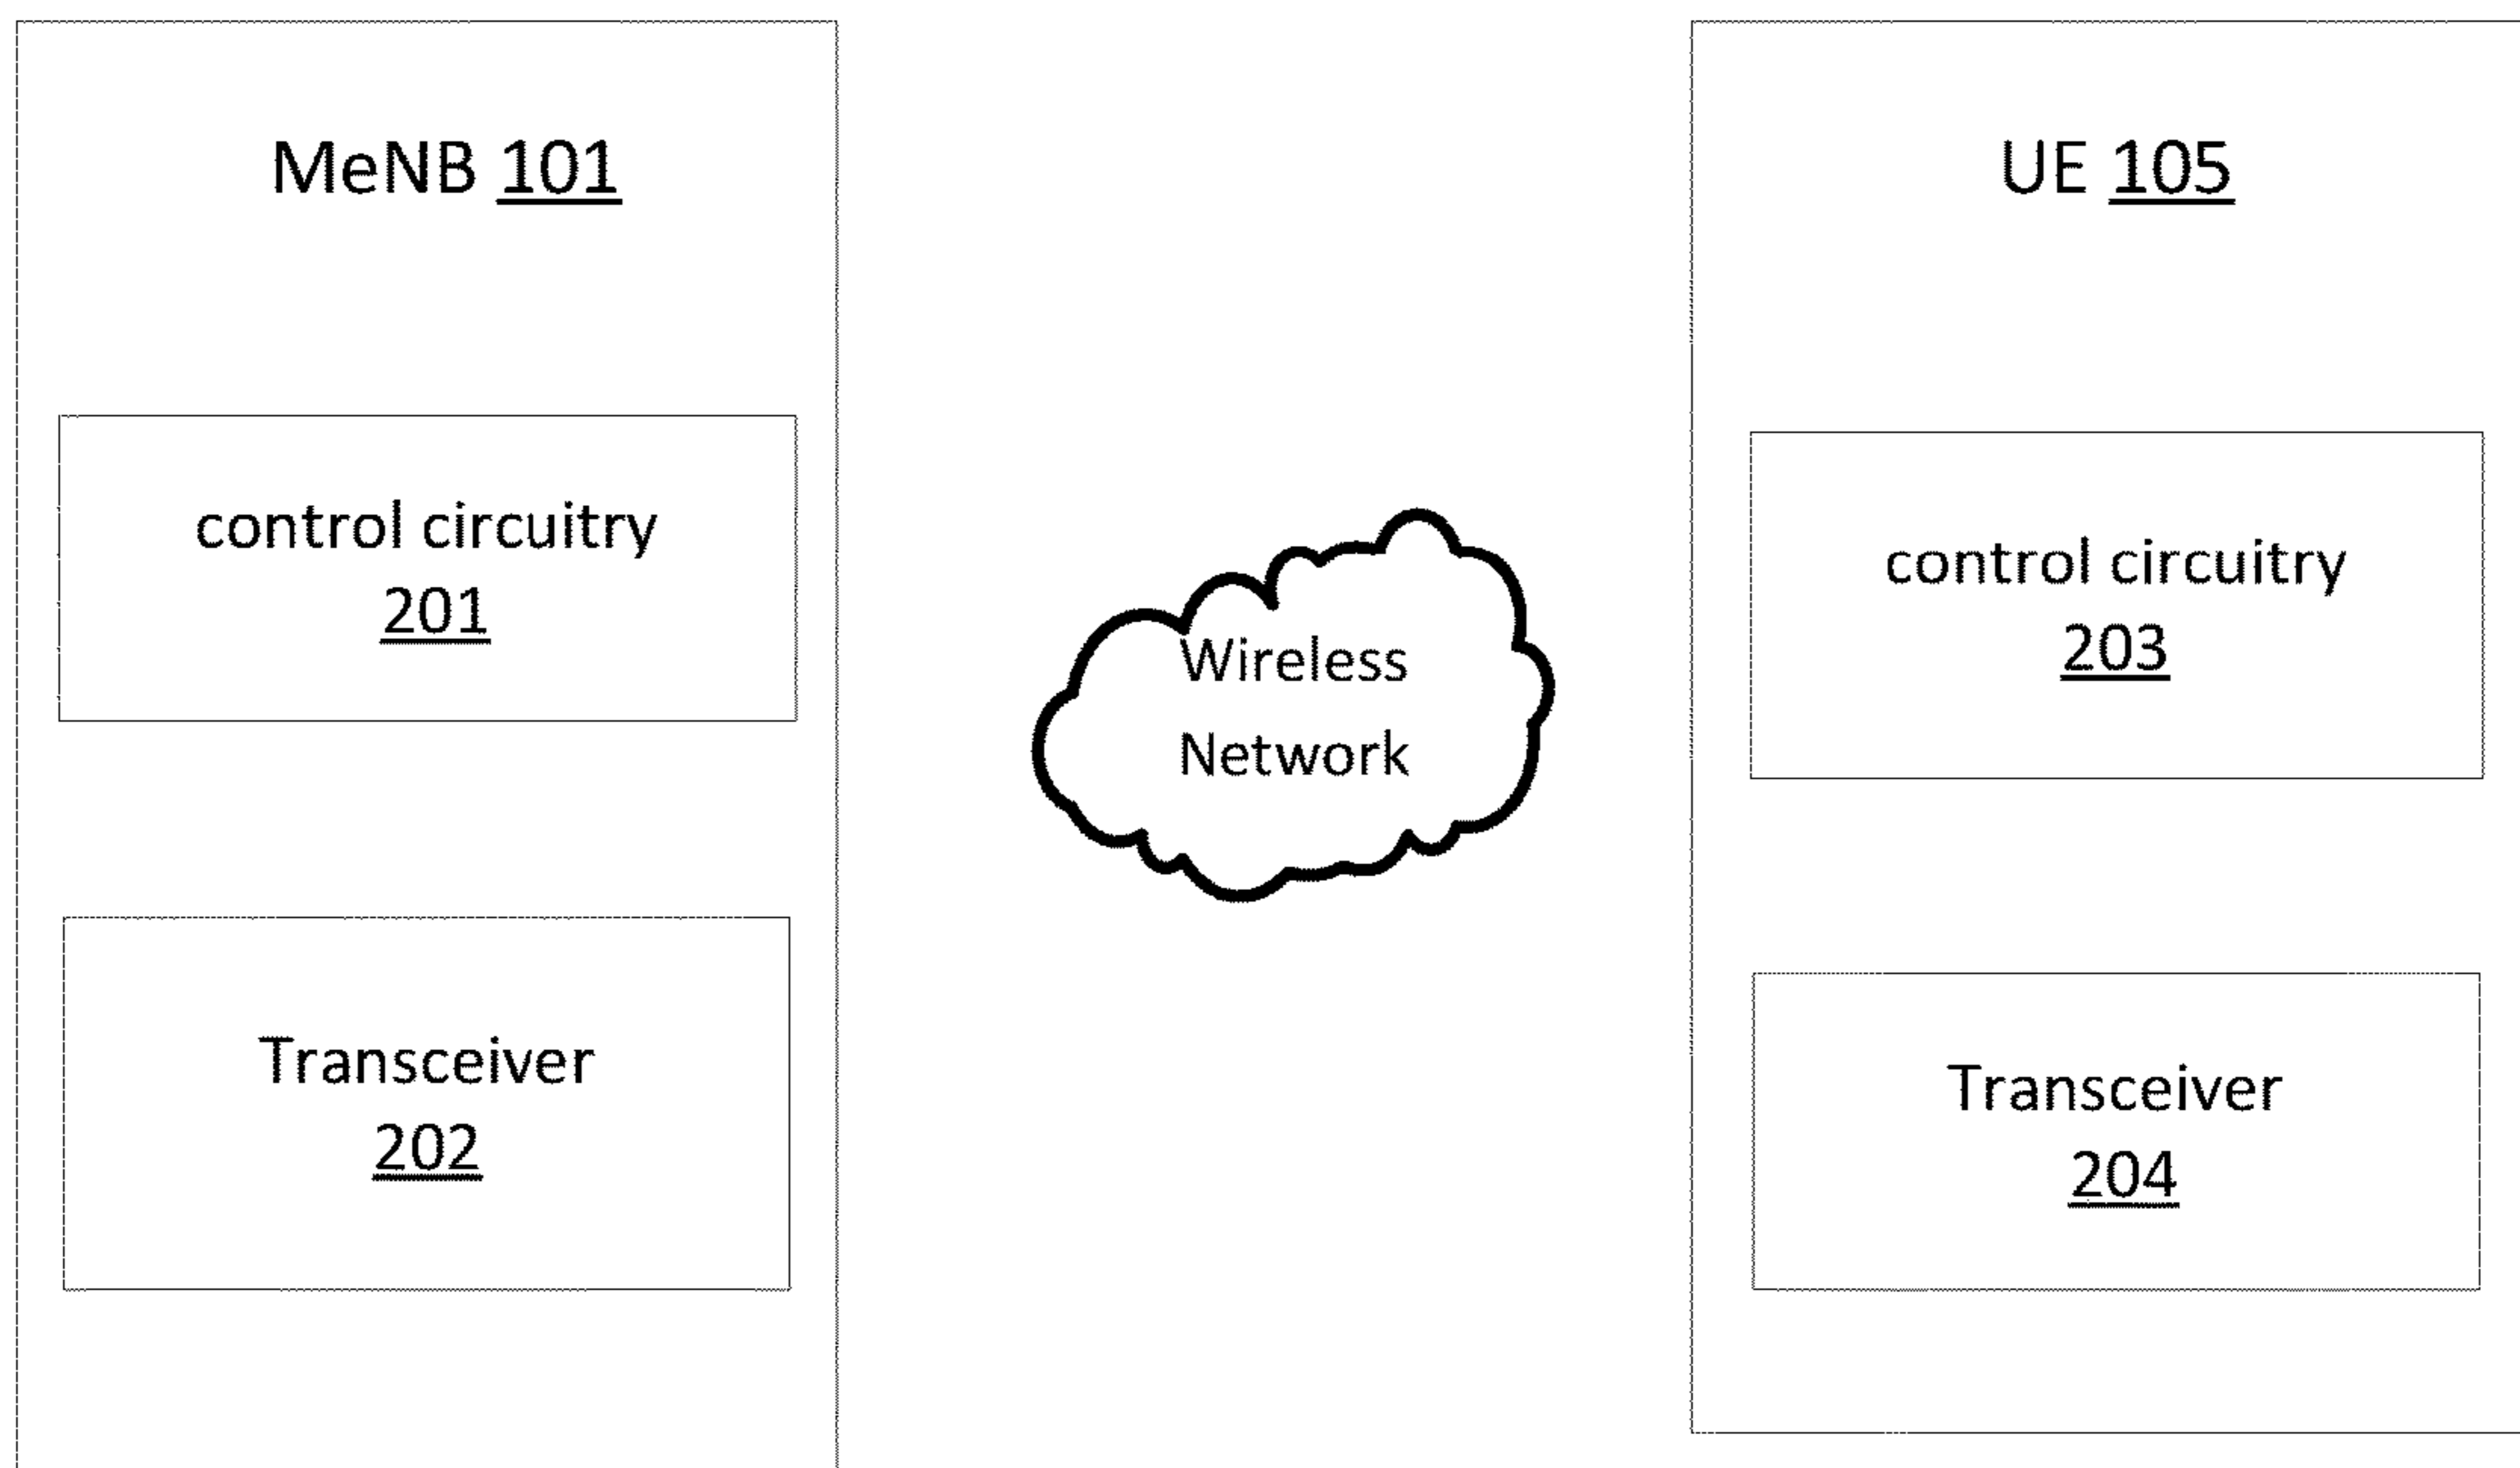 MeNB 101
control circuitry
201
Transceiver
202
Wireless
Network
UE 105
control circuitry
203
Transceiver
204